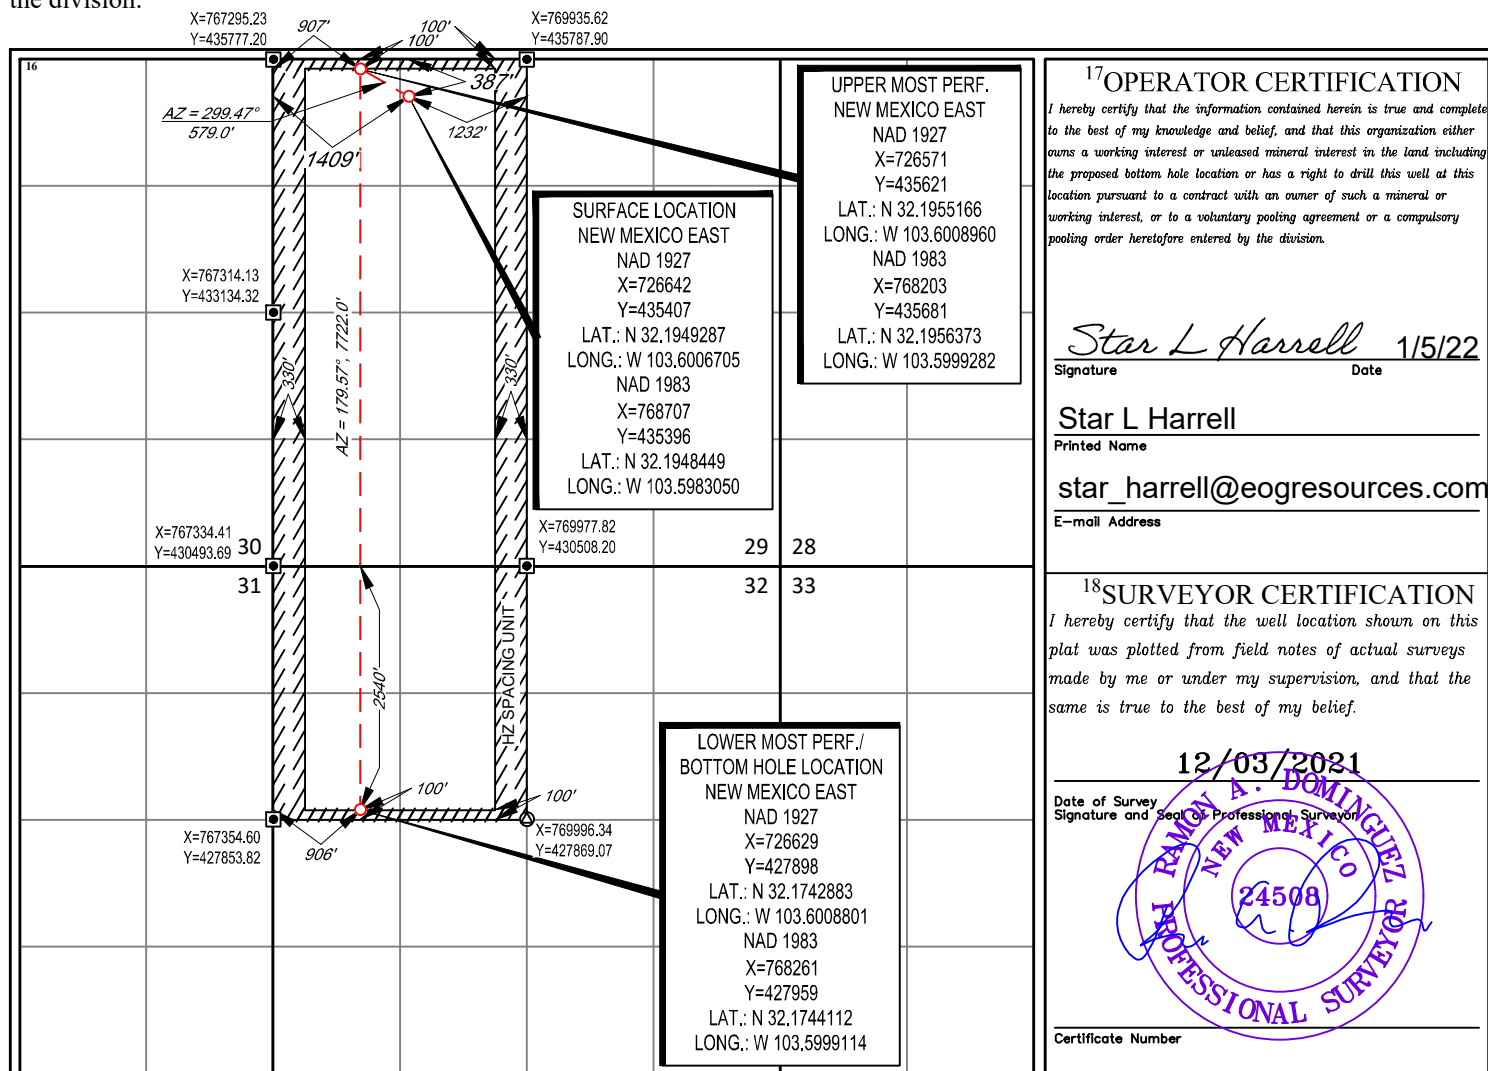 the division.
X=767295.23
Y=435777.20
907'
100'
100'
X=769935.62
Y=435787.90
16
387'
AZ = 299.47°
579.0'
1409'
1232'
UPPER MOST PERF.
NEW MEXICO EAST
NAD 1927
X=726571
Y=435621
LAT.: N 32.1955166
LONG.: W 103.6008960
NAD 1983
X=768203
Y=435681
LAT.: N 32.1956373
LONG.: W 103.5999282
SURFACE LOCATION
NEW MEXICO EAST
NAD 1927
X=726642
Y=435407
LAT.: N 32.1949287
LONG.: W 103.6006705
NAD 1983
X=768707
Y=435396
LAT.: N 32.1948449
LONG.: W 103.5983050
X=767314.13
Y=433134.32
330'
AZ = 179.57°, 7722.0'
330'
X=767334.41
Y=430493.69
30
31
X=769977.82
Y=430508.20
29
28
32
33
2540'
HZ SPACING UNIT
100'
100'
906'
X=767354.60
Y=427853.82
X=769996.34
Y=427869.07
LOWER MOST PERF./
BOTTOM HOLE LOCATION
NEW MEXICO EAST
NAD 1927
X=726629
Y=427898
LAT.: N 32.1742883
LONG.: W 103.6008801
NAD 1983
X=768261
Y=427959
LAT.: N 32.1744112
LONG.: W 103.5999114
17 OPERATOR CERTIFICATION
I hereby certify that the information contained herein is true and complete
to the best of my knowledge and belief, and that this organization either
owns a working interest or unleased mineral interest in the land including
the proposed bottom hole location or has a right to drill this well at this
location pursuant to a contract with an owner of such a mineral or
working interest, or to a voluntary pooling agreement or a compulsory
pooling order heretofore entered by the division.
Star L Harrell 1/5/22
Signature Date
Star L Harrell
Printed Name
star_harrell@eogresources.com
E-mail Address
18 SURVEYOR CERTIFICATION
I hereby certify that the well location shown on this
plat was plotted from field notes of actual surveys
made by me or under my supervision, and that the
same is true to the best of my belief.
12/03/2021
Date of Survey
Signature and Seal of Professional Surveyor
RAMON A. DOMINGUEZ
NEW MEXICO
24508
PROFESSIONAL SURVEYOR
Certificate Number